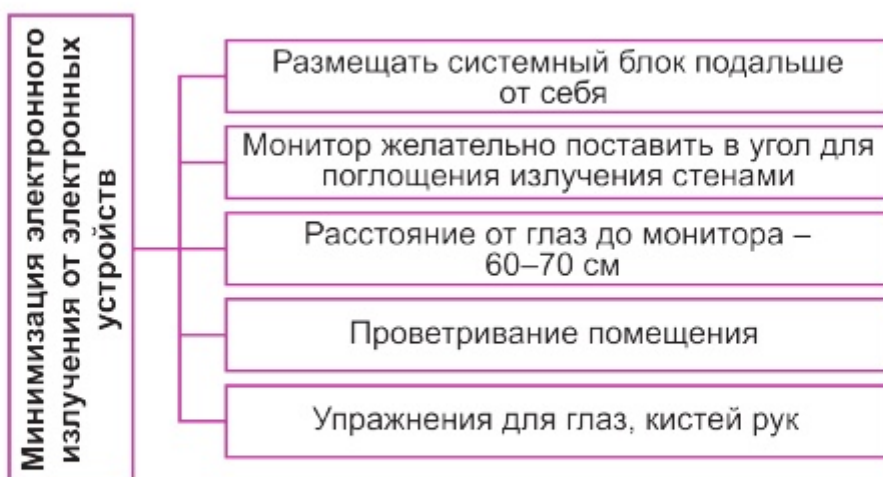 Минимизация электронного
излучения от электронных
устройств
Размещать системный блок подальше
от себя
Монитор желательно поставить в угол для
поглощения излучения стенами
Расстояние от глаз до монитора –
60–70 см
Проветривание помещения
Упражнения для глаз, кистей рук